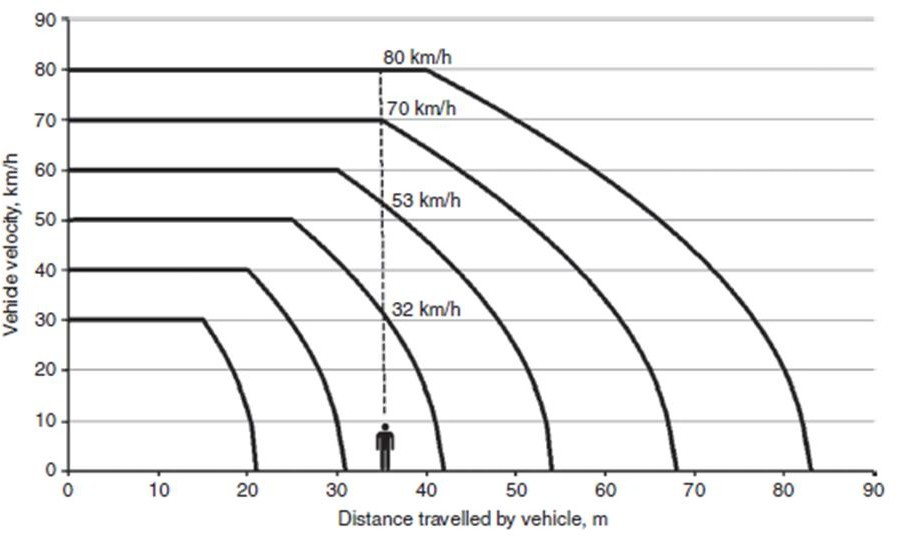 90
80
70
60
50
40
30
20
10
0
Vehicle velocity, km/h
80 km/h
70 km/h
53 km/h
32 km/h
0 10 20 30 40 50 60 70 80 90
Distance travelled by vehicle, m